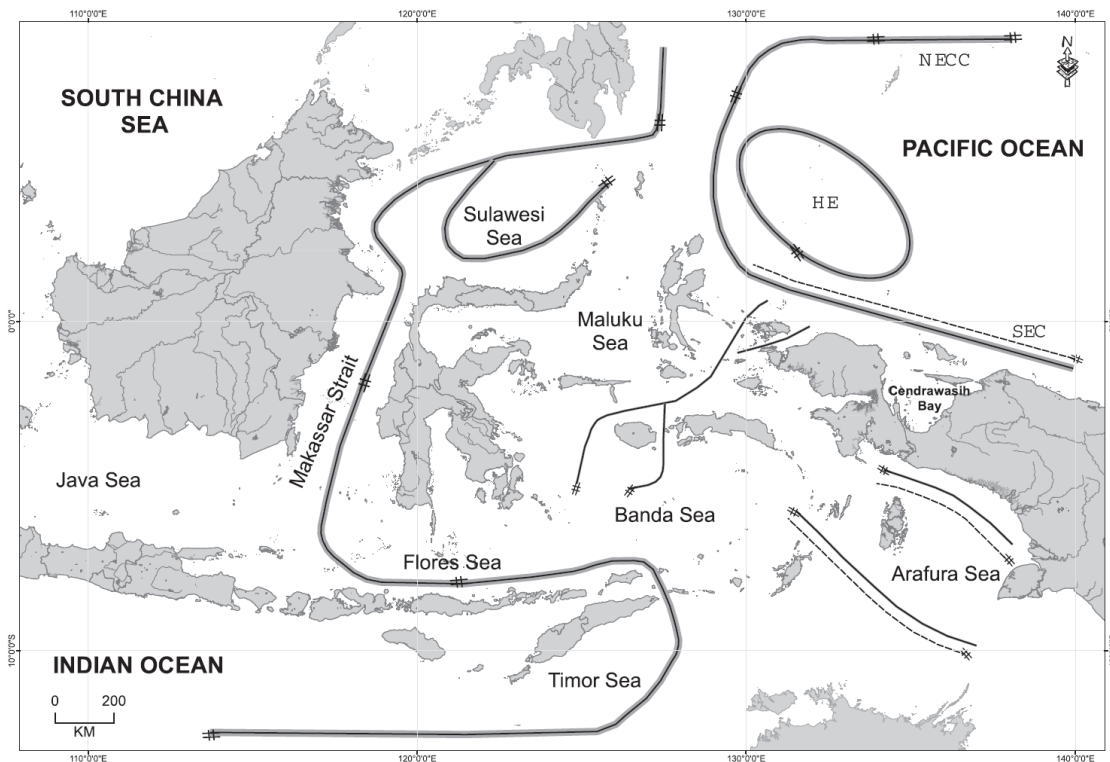 110°0'0"E
120°0'0"E
130°0'0"E
140°0'0"E
N
NECC
SOUTH CHINA
SEA
PACIFIC OCEAN
HE
Sulawesi
Sea
Maluku
Sea
0°0'0"
SEC
Makassar Strait
Cendrawasih
Bay
Java Sea
Banda Sea
Flores Sea
Arafura Sea
10°0'0"S
INDIAN OCEAN
Timor Sea
0 200
KM
110°0'0"E
120°0'0"E
130°0'0"E
140°0'0"E